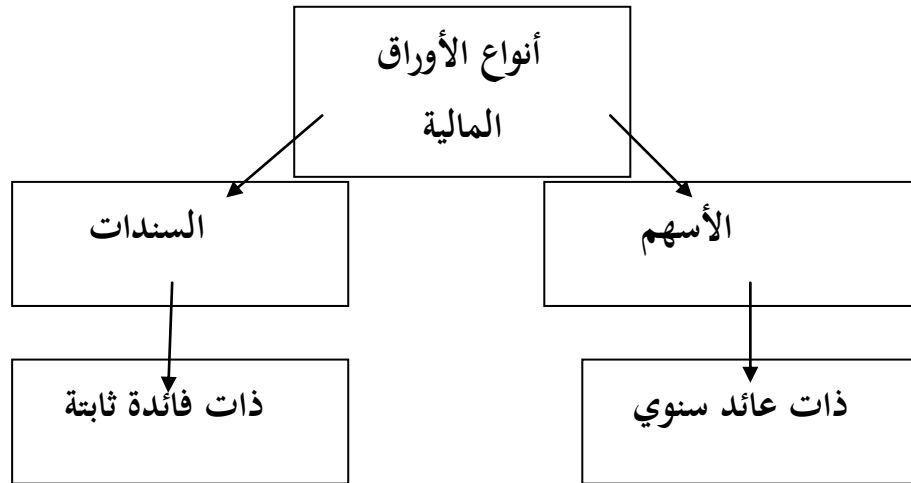 أنواع الأوراق
المالية
الأسهم
السندات
ذات عائد سنوي
ذات فائدة ثابتة